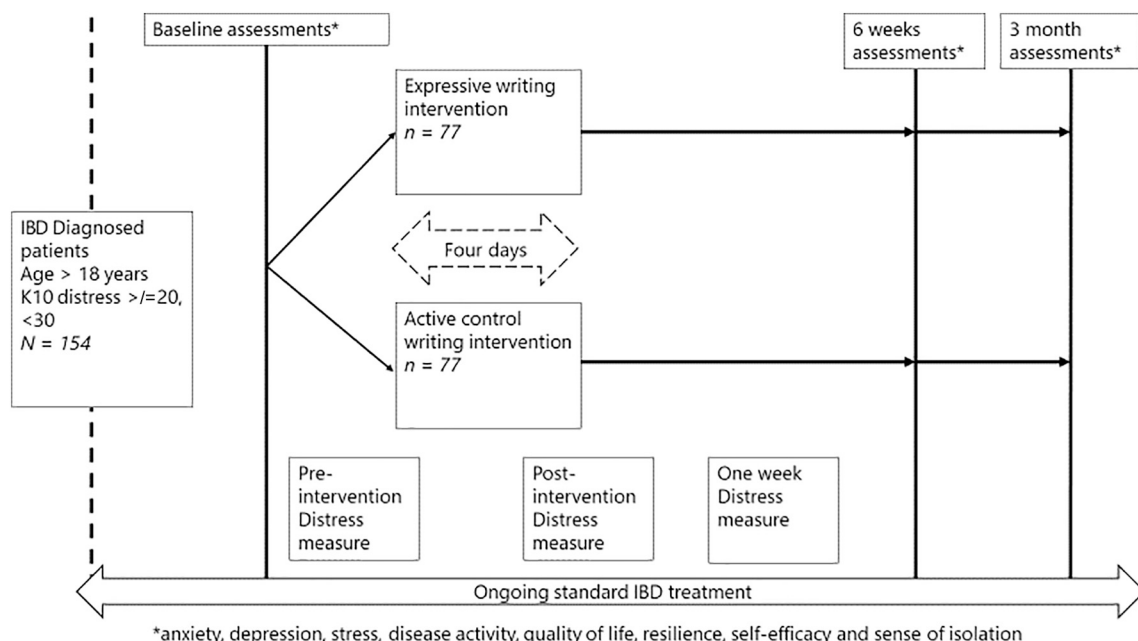 Baseline assessments*
6 weeks
assessments*
3 month
assessments*
Expressive writing
intervention
n = 77
IBD Diagnosed
patients
Age > 18 years
K10 distress >/=20,
<30
N = 154
Four days
Active control
writing intervention
n = 77
Pre-
intervention
Distress
measure
Post-
intervention
Distress
measure
One week
Distress
measure
Ongoing standard IBD treatment
*anxiety, depression, stress, disease activity, quality of life, resilience, self-efficacy and sense of isolation